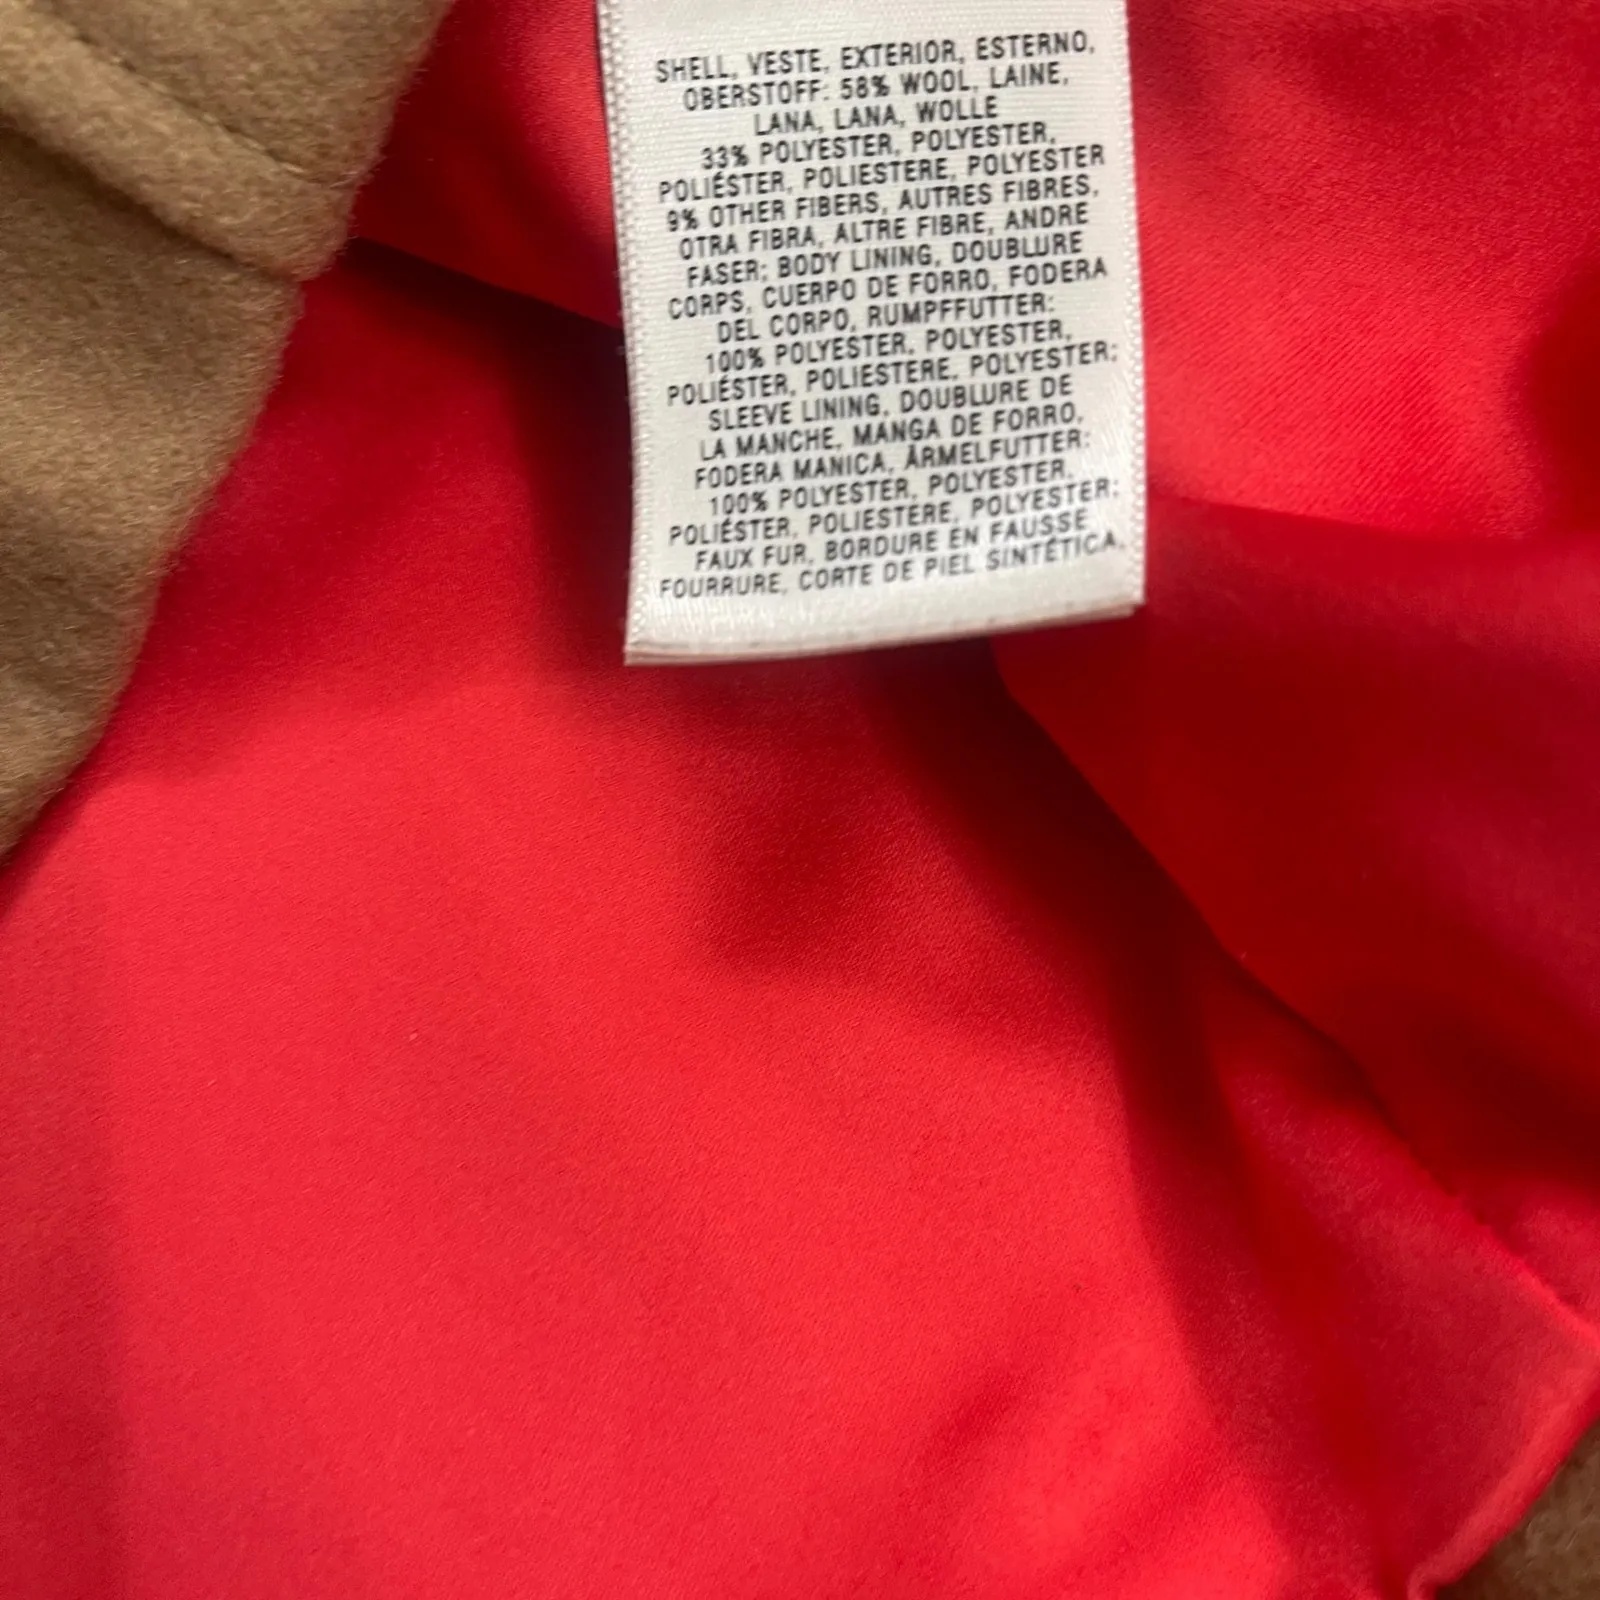 SHELL, VESTE, EXTERIOR, ESTERNO,
OBERSTOFF: 58% WOOL, LAINE,
LANA, LANA, WOLLE
33% POLYESTER, POLYESTER,
POLIÉSTER, POLIESTERE, POLYESTER
9% OTHER FIBERS, AUTRES FIBRES,
OTRA FIBRA, ALTRE FIBRE, ANDRE
FASER; BODY LINING, DOUBLURE
CORPS, CUERPO DE FORRO, FODERA
DEL CORPO, RUMPFFUTTER:
100% POLYESTER, POLYESTER,
POLIÉSTER, POLIESTERE, POLYESTER;
SLEEVE LINING, DOUBLURE DE
LA MANCHE, MANGA DE FORRO,
FODERA MANICA, ÄRMELFUTTER:
100% POLYESTER, POLYESTER,
POLIÉSTER, POLIESTERE, POLYESTER;
FAUX FUR, BORDURE EN FAUSSE
FOURRURE, CORTE DE PIEL SINTÉTICA,